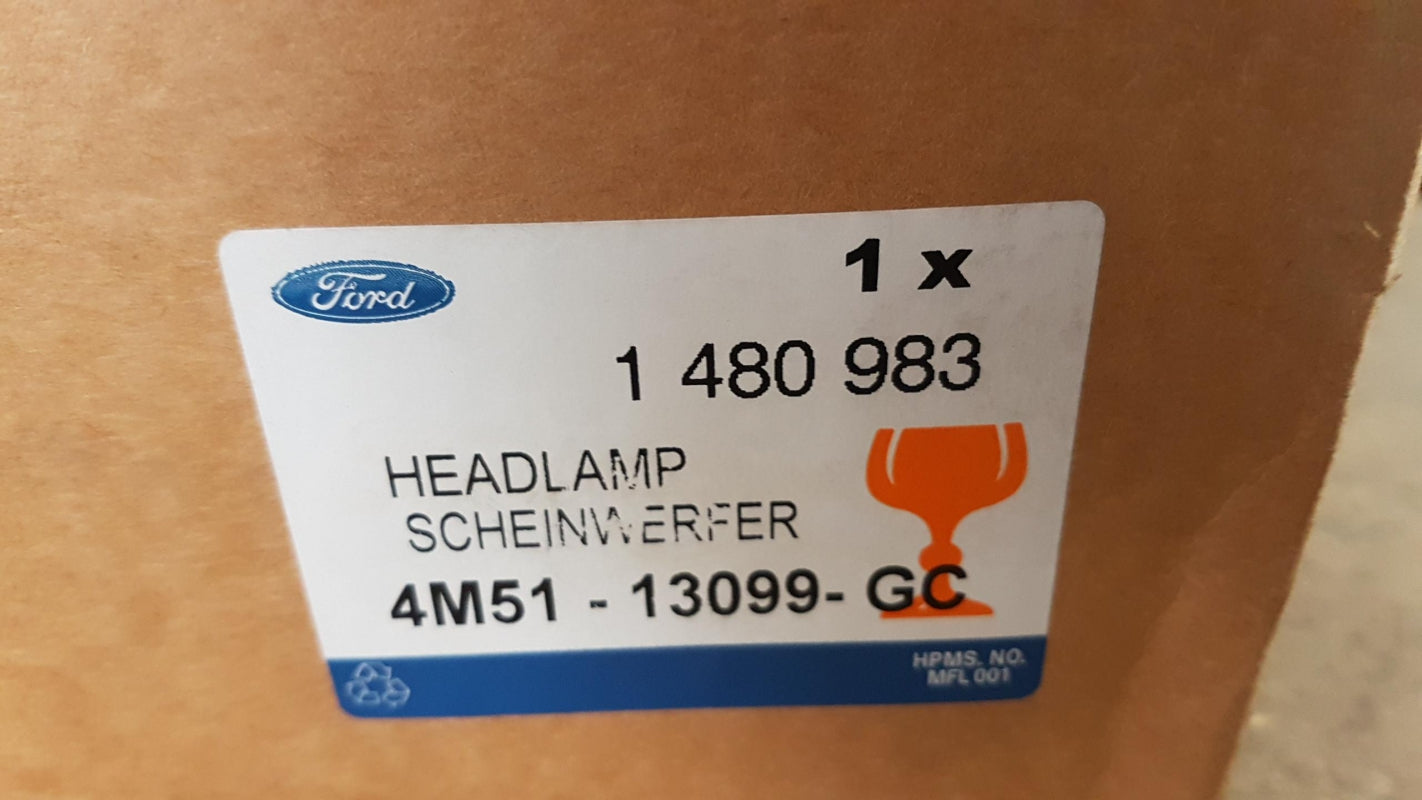 Ford
1 x
1 480 983
HEADLAMP
SCHEINWERFER
4M51 - 13099- GC
HPMS. NO.
MFL 001